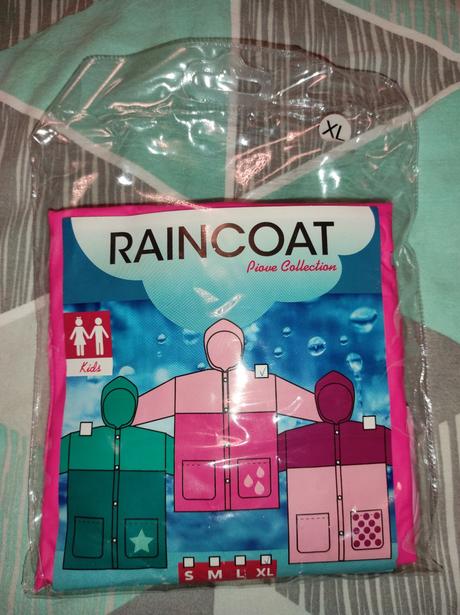 XL
RAINCOAT
Piove Collection
Kids
S M L XL